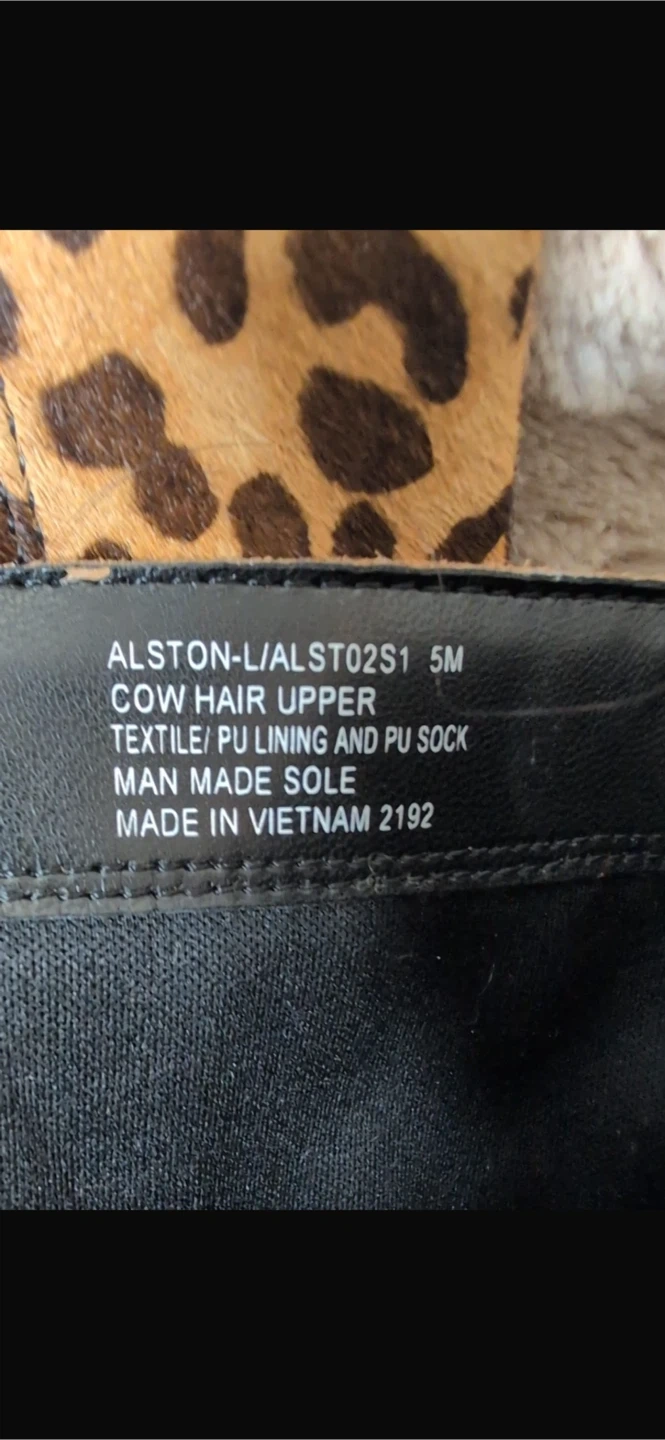 ALSTON-L/ALST02S1 5M
COW HAIR UPPER
TEXTILE/ PU LINING AND PU SOCK
MAN MADE SOLE
MADE IN VIETNAM 2192